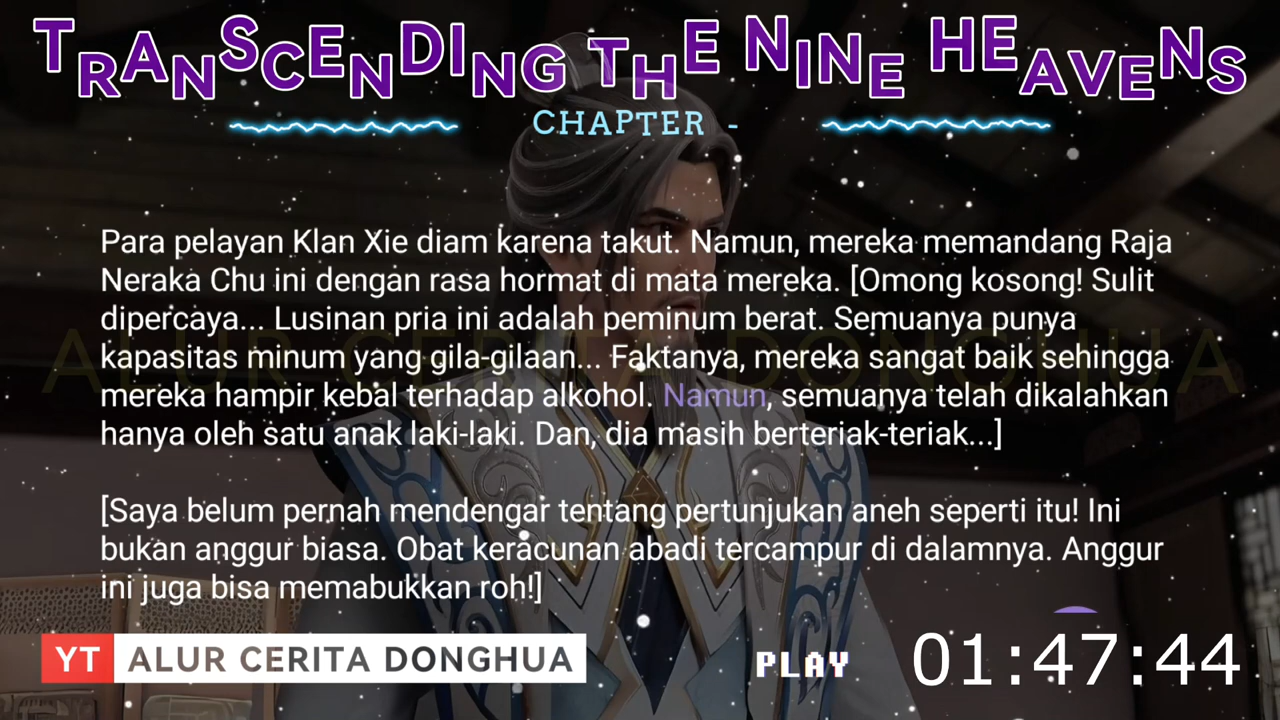 TRANSCENDING THE NINE HEAVENS
CHAPTER -
Para pelayan Klan Xie diam karena takut. Namun, mereka memandang Raja
Neraka Chu ini dengan rasa hormat di mata mereka. [Omong kosong! Sulit
dipercaya... Lusinan pria ini adalah peminum berat. Semuanya punya
kapasitas minum yang gila-gilaan... Faktanya, mereka sangat baik sehingga
mereka hampir kebal terhadap alkohol. Namun, semuanya telah dikalahkan
hanya oleh satu anak laki-laki. Dan, dia masih berteriak-teriak...]
[Saya belum pernah mendengar tentang pertunjukan aneh seperti itu! Ini
bukan anggur biasa. Obat keracunan abadi tercampur di dalamnya. Anggur
ini juga bisa memabukkan roh!]
ALUR CERITA DONGHUA
YT ALUR CERITA DONGHUA
PLAY 01:47:44